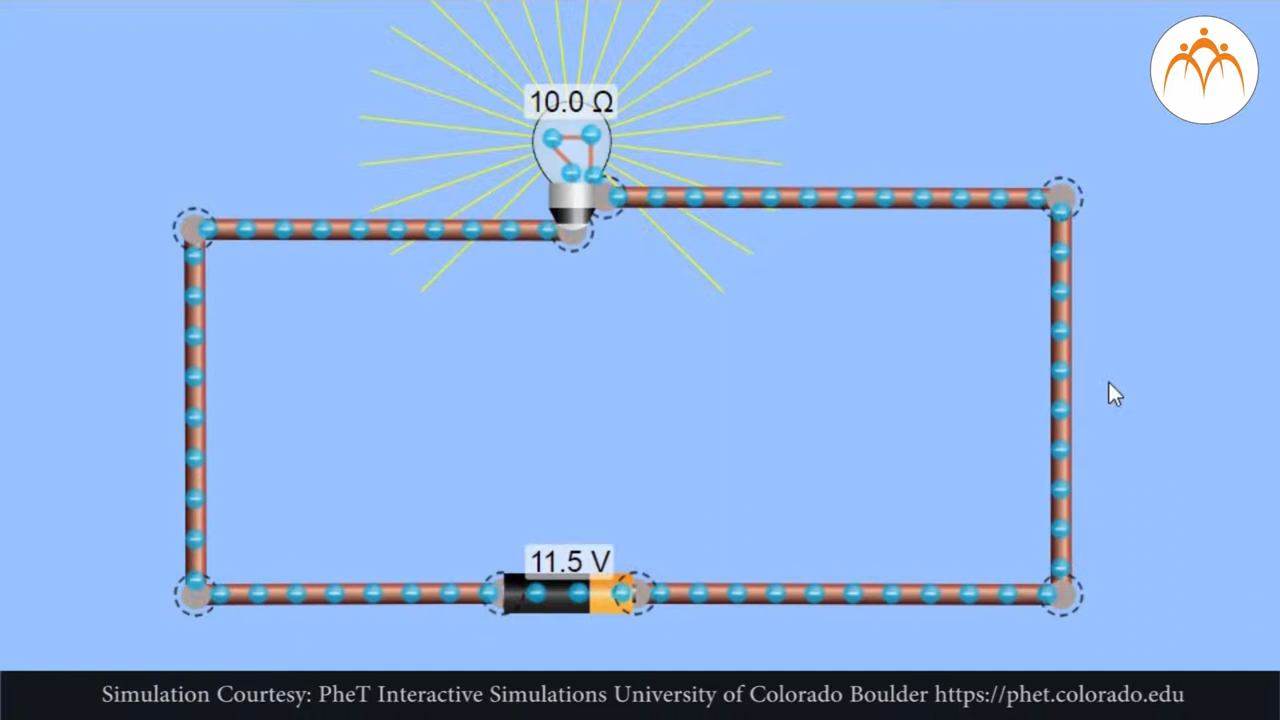 10.0 Ω
11.5 V
Simulation Courtesy: PheT Interactive Simulations University of Colorado Boulder https://phet.colorado.edu